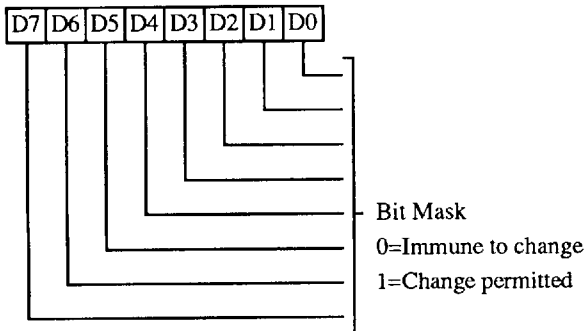 D7 D6 D5 D4 D3 D2 D1 D0
Bit Mask
0=Immune to change
1=Change permitted